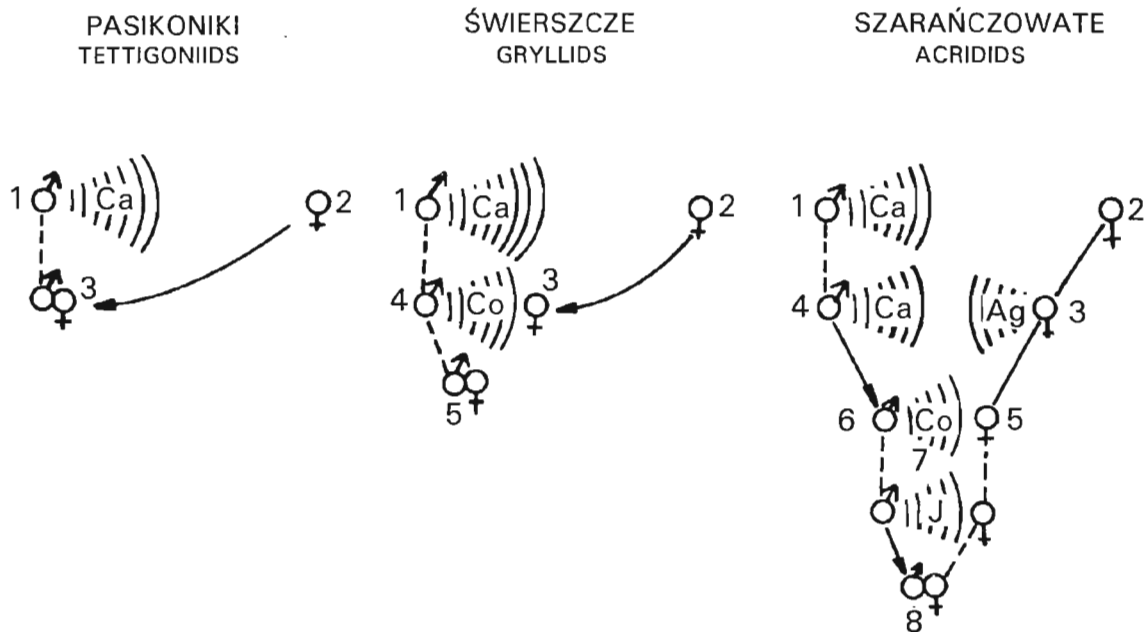 PASIKONIKI
TETTIGONIIDS
ŚWIERSZCZE
GRYLLIDS
SZARAŃCZOWATE
ACRIDIDS
1 Ca 2
3
1 Ca 2
4 Co 3
5
1 Ca 2
4 Ca Ag 3
6 Co 5
7
J
8